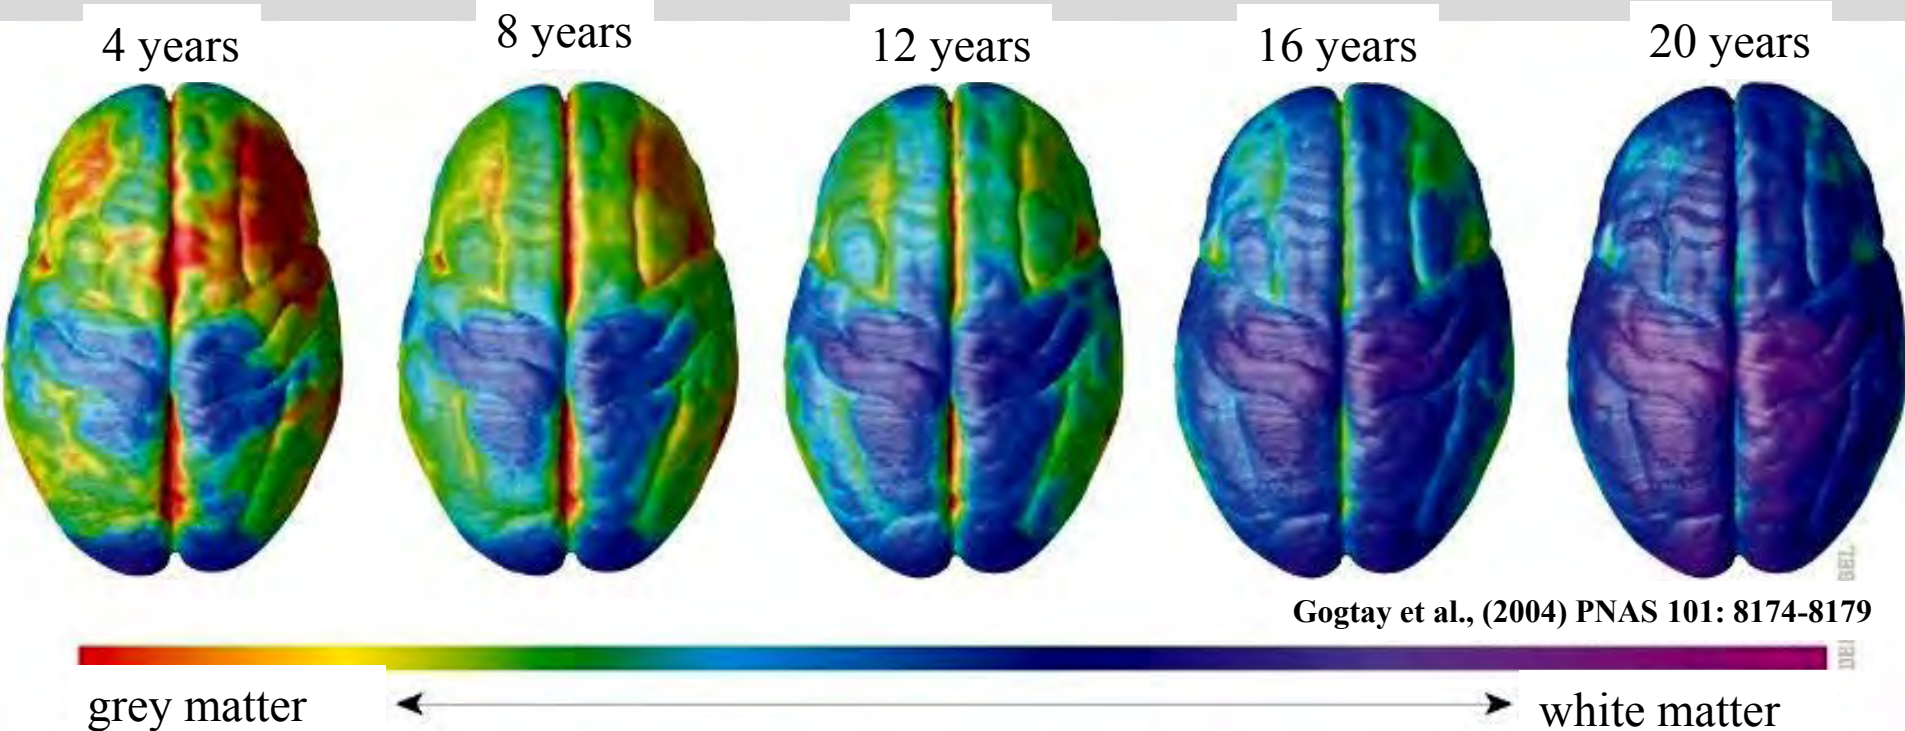 4 years
8 years
12 years
16 years
20 years
Gogtay et al., (2004) PNAS 101: 8174-8179
grey matter
white matter